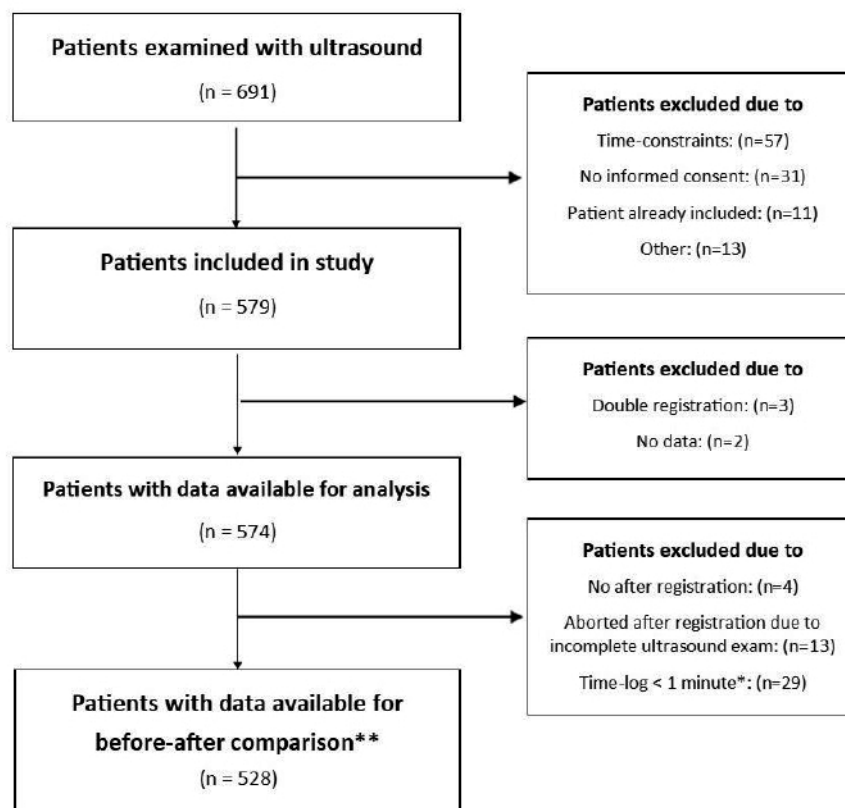 Patients examined with ultrasound
(n = 691)
Patients excluded due to
Time-constraints: (n=57)
No informed consent: (n=31)
Patient already included: (n=11)
Other: (n=13)
Patients included in study
(n = 579)
Patients excluded due to
Double registration: (n=3)
No data: (n=2)
Patients with data available for analysis
(n = 574)
Patients excluded due to
No after registration: (n=4)
Aborted after registration due to
incomplete ultrasound exam: (n=13)
Time-log < 1 minute*: (n=29)
Patients with data available for
before-after comparison**
(n = 528)